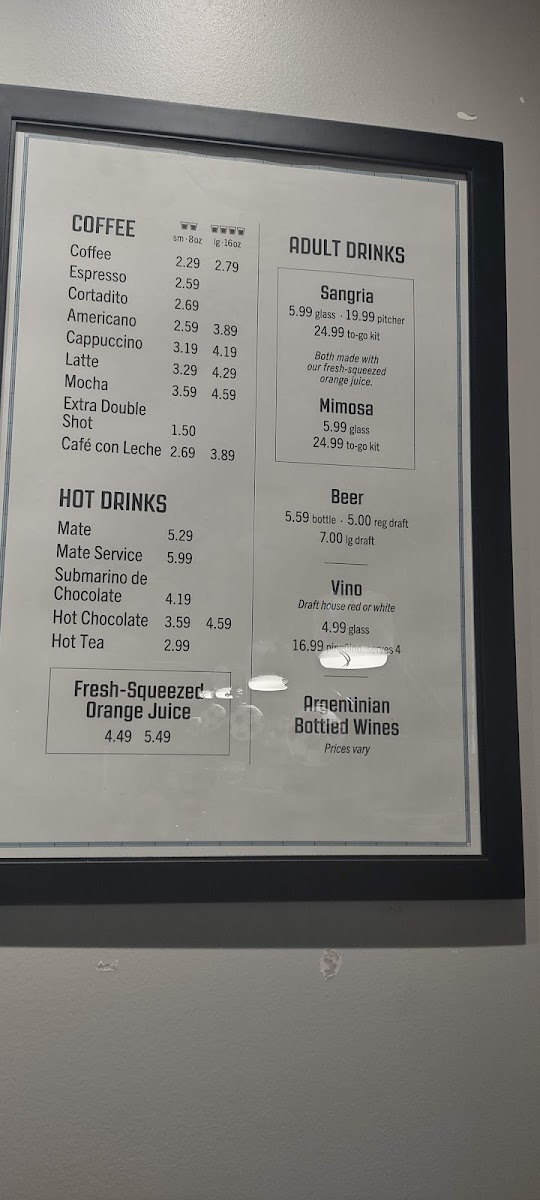 COFFEE
sm·8oz lg·16oz
Coffee 2.29 2.79
Espresso 2.59
Cortadito 2.69
Americano 2.59 3.89
Cappuccino 3.19 4.19
Latte 3.29 4.29
Mocha 3.59 4.59
Extra Double
Shot 1.50
Café con Leche 2.69 3.89
HOT DRINKS
Mate 5.29
Mate Service 5.99
Submarino de
Chocolate 4.19
Hot Chocolate 3.59 4.59
Hot Tea 2.99
Fresh-Squeezed
Orange Juice
4.49 5.49
ADULT DRINKS
Sangria
5.99 glass · 19.99 pitcher
24.99 to-go kit
Both made with
our fresh-squeezed
orange juice.
Mimosa
5.99 glass
24.99 to-go kit
Beer
5.59 bottle · 5.00 reg draft
7.00 lg draft
Vino
Draft house red or white
4.99 glass
16.99 serves 4
Argentinian
Bottled Wines
Prices vary